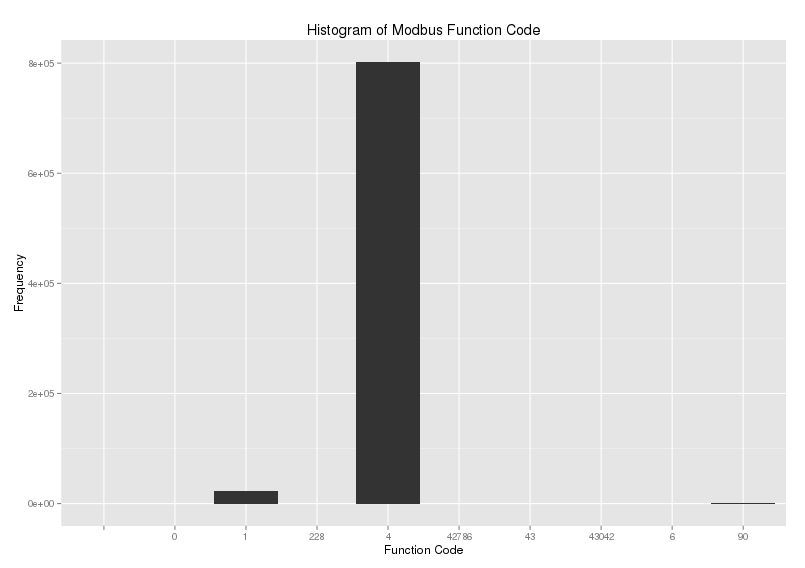 Histogram of Modbus Function Code
Frequency
8e+05
6e+05
4e+05
2e+05
0e+00
0 1 228 4 42786 43 43042 6 90
Function Code